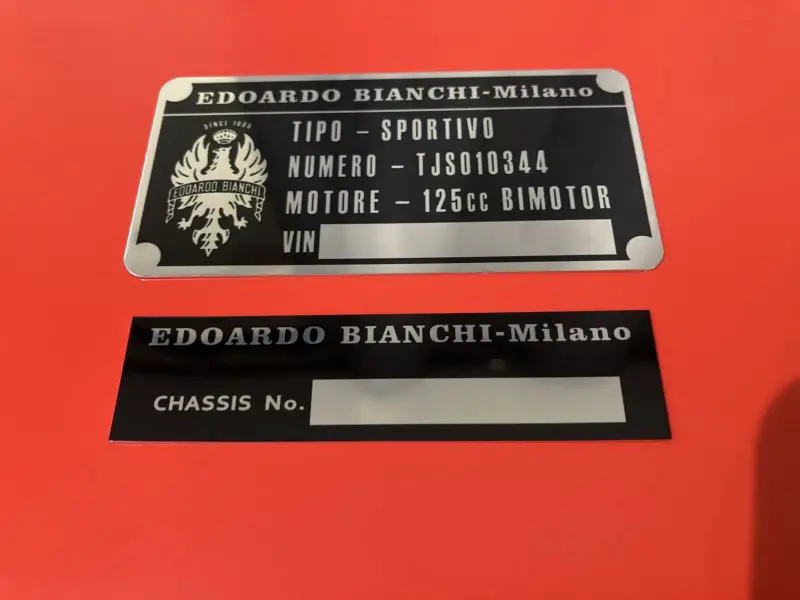 EDOARDO BIANCHI-Milano
SINCE 1885
EDOARDO BIANCHI
TIPO – SPORTIVO
NUMERO – TJS010344
MOTORE – 125cc BIMOTOR
VIN
EDOARDO BIANCHI-Milano
CHASSIS No.